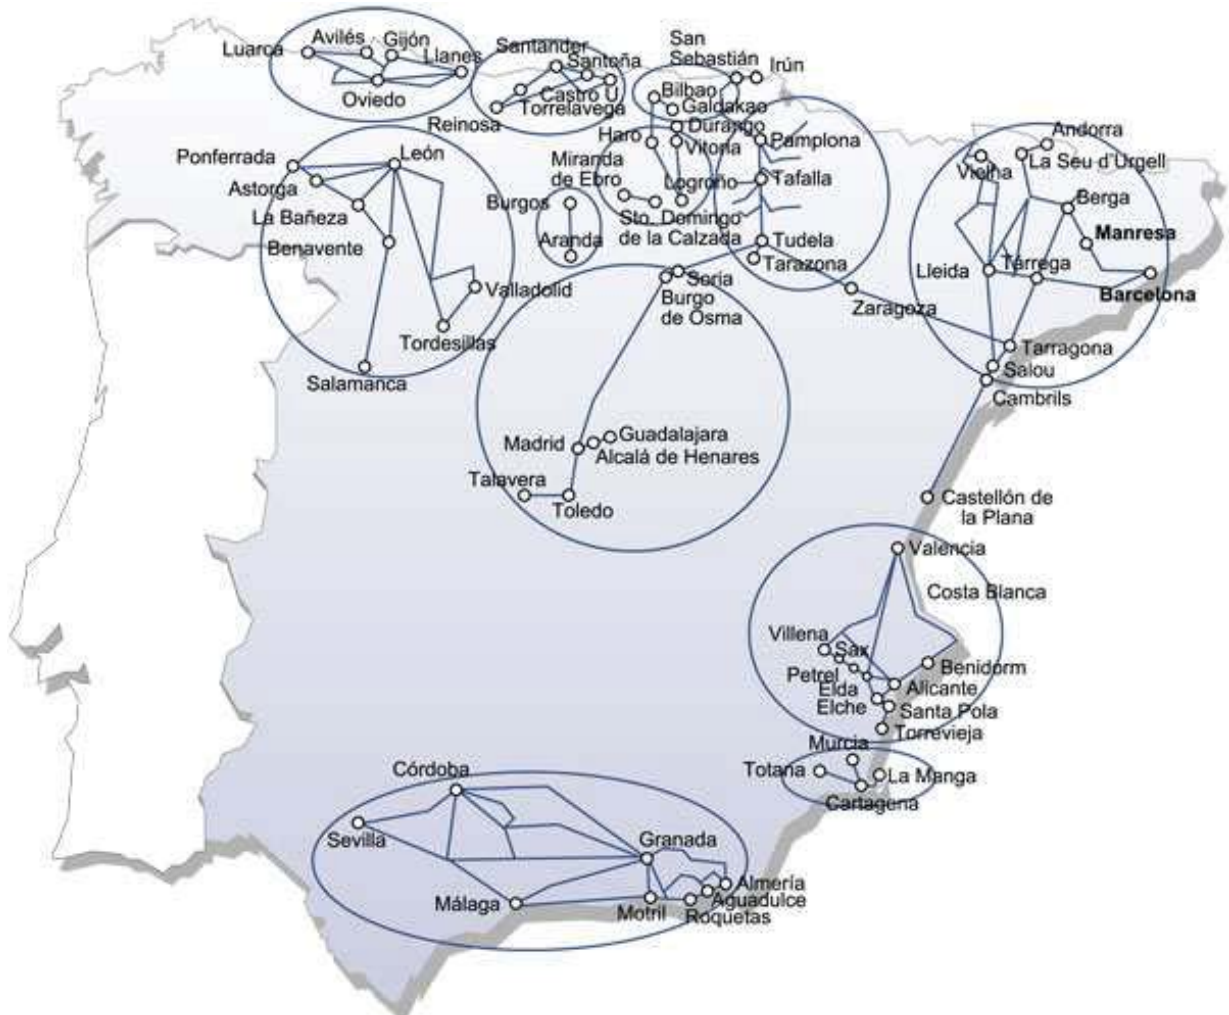 Luarca
Avilés
Gijón
Llanes
Oviedo
Santander
Santoña
Castro U
Torrelavega
Reinosa
San
Sebastián
Irún
Bilbao
Galdakao
Durango
Haro
Vitoria
Miranda
de Ebro
Logroño
Sto. Domingo
de la Calzada
Pamplona
Tafalla
Tudela
Tarazona
Andorra
La Seu d´Urgell
Vielha
Berga
Manresa
Lleida
Tárrega
Barcelona
Tarragona
Salou
Cambrils
Zaragoza
Ponferrada
León
Astorga
La Bañeza
Benavente
Valladolid
Tordesillas
Salamanca
Burgos
Aranda
Soria
Burgo
de Osma
Madrid
Guadalajara
Alcalá de Henares
Talavera
Toledo
Castellón de
la Plana
Valencia
Costa Blanca
Villena
Sax
Petrel
Elda
Elche
Benidorm
Alicante
Santa Pola
Torrevieja
Murcia
Totana
La Manga
Cartagena
Córdoba
Sevilla
Granada
Málaga
Motril
Almería
Aguadulce
Roquetas